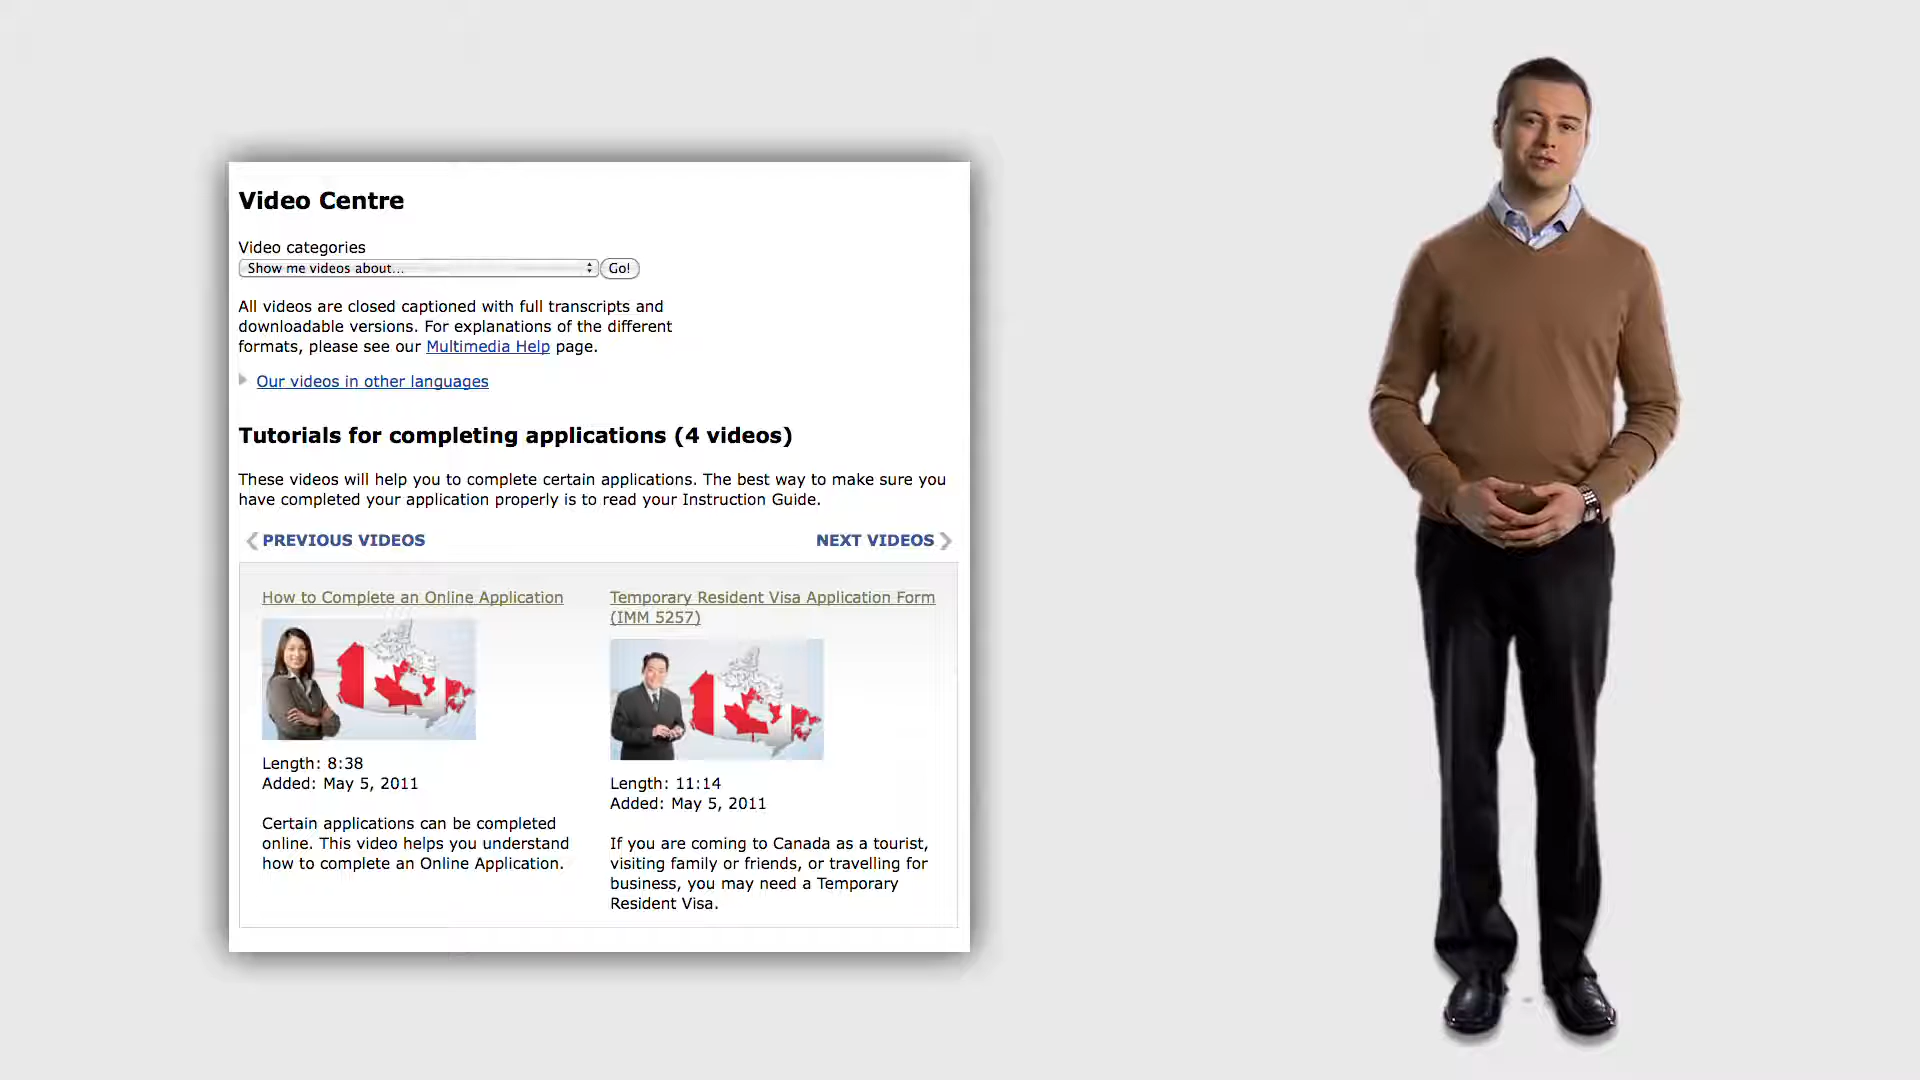 Video Centre
Video categories
Show me videos about...
Go!
All videos are closed captioned with full transcripts and
downloadable versions. For explanations of the different
formats, please see our Multimedia Help page.
Our videos in other languages
Tutorials for completing applications (4 videos)
These videos will help you to complete certain applications. The best way to make sure you
have completed your application properly is to read your Instruction Guide.
PREVIOUS VIDEOS
NEXT VIDEOS
How to Complete an Online Application
Length: 8:38
Added: May 5, 2011
Certain applications can be completed
online. This video helps you understand
how to complete an Online Application.
Temporary Resident Visa Application Form
(IMM 5257)
Length: 11:14
Added: May 5, 2011
If you are coming to Canada as a tourist,
visiting family or friends, or travelling for
business, you may need a Temporary
Resident Visa.